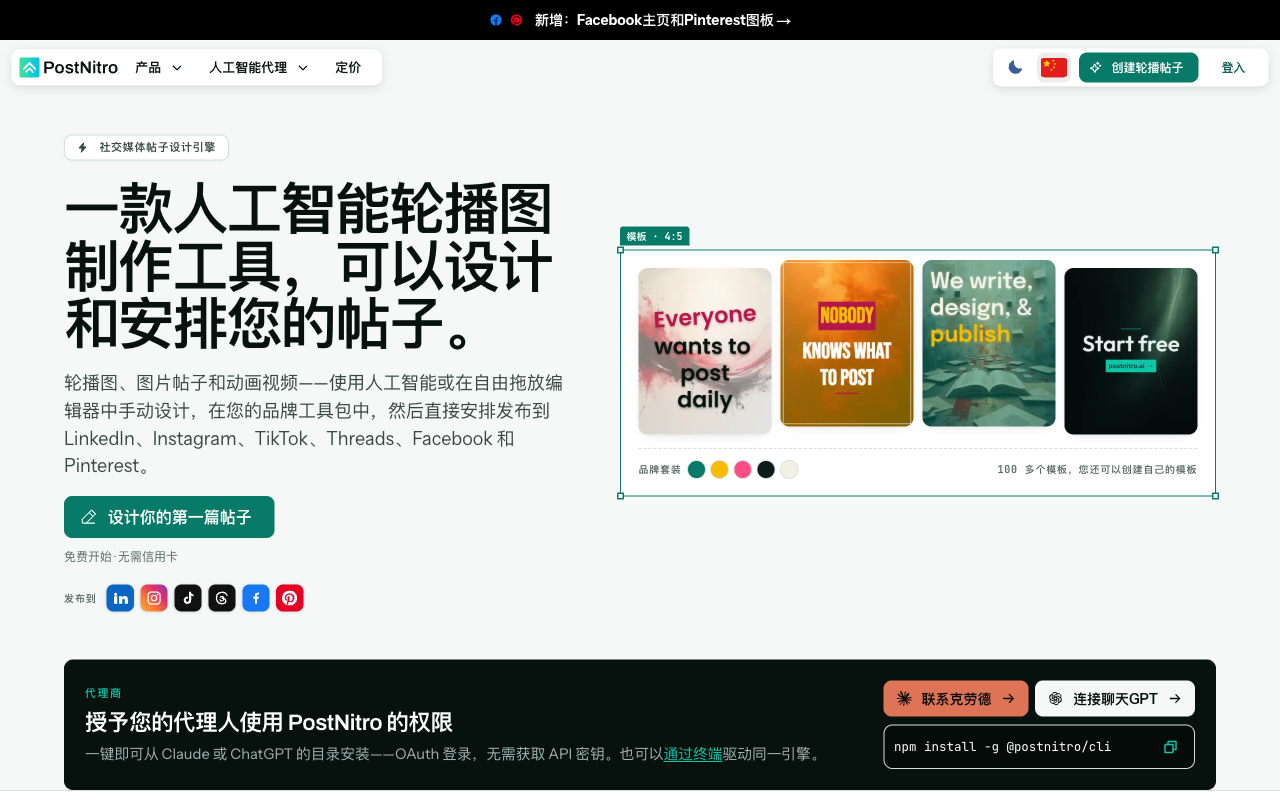 新增：Facebook主页和Pinterest图板→
PostNitro 产品 人工智能代理 定价 创建轮播帖子 登入
社交媒体帖子设计引擎
一款人工智能轮播图
制作工具，可以设计
和安排您的帖子。
轮播图、图片帖子和动画视频——使用人工智能或在自由拖放编
辑器中手动设计，在您的品牌工具包中，然后直接安排发布到
LinkedIn、Instagram、TikTok、Threads、Facebook 和
Pinterest。
设计你的第一篇帖子
免费开始·无需信用卡
发布到
模板 · 4:5
Everyone
wants to
post
daily
NOBODY
KNOWS WHAT
TO POST
We write,
design, &
publish
Start free
postnitro.ai →
品牌套装
100 多个模板，您还可以创建自己的模板
代理商
授予您的代理人使用 PostNitro 的权限
一键即可从 Claude 或 ChatGPT 的目录安装——OAuth 登录，无需获取 API 密钥。也可以通过终端驱动同一引擎。
联系克劳德 →
连接聊天GPT →
npm install -g @postnitro/cli